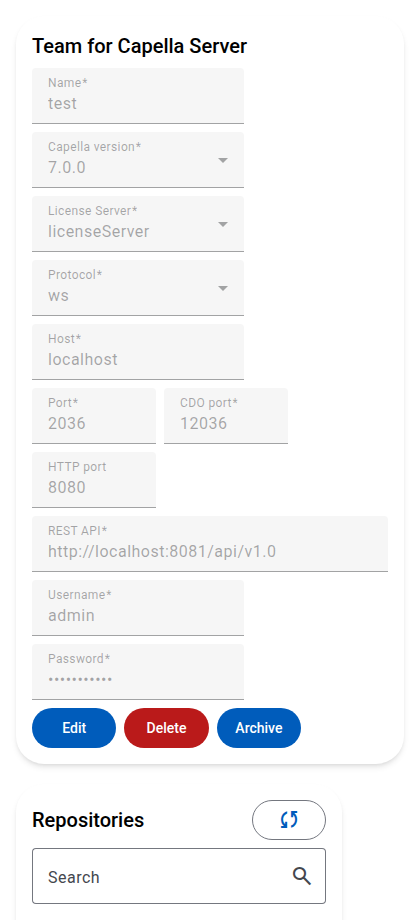 Team for Capella Server
Name*
test
Capella version*
7.0.0
License Server*
licenseServer
Protocol*
ws
Host*
localhost
Port*
2036
CDO port*
12036
HTTP port
8080
REST API*
http://localhost:8081/api/v1.0
Username*
admin
Password*
•••••••••••
Edit Delete Archive
Repositories
Search